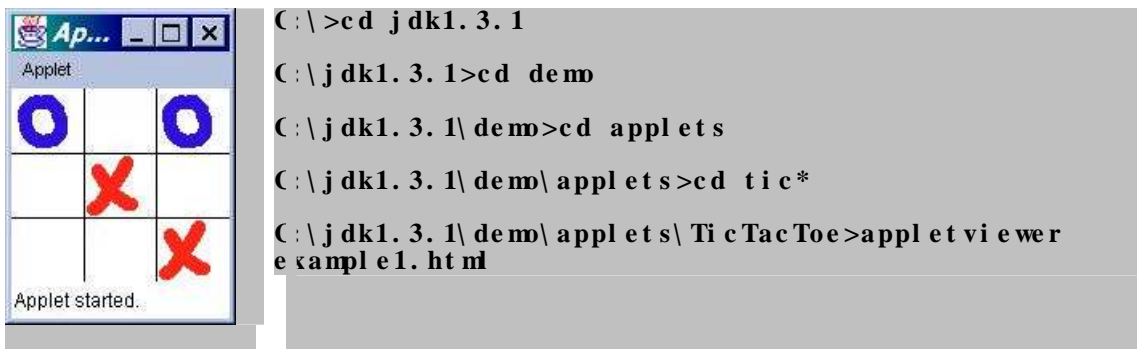 Ap...
Applet
O O
X
X
Applet started.
C:\>cd jdk1.3.1
C:\jdk1.3.1>cd demo
C:\jdk1.3.1\demo>cd applets
C:\jdk1.3.1\demo\applets>cd tic*
C:\jdk1.3.1\demo\applets\TicTacToe>appletviewer
example1.html